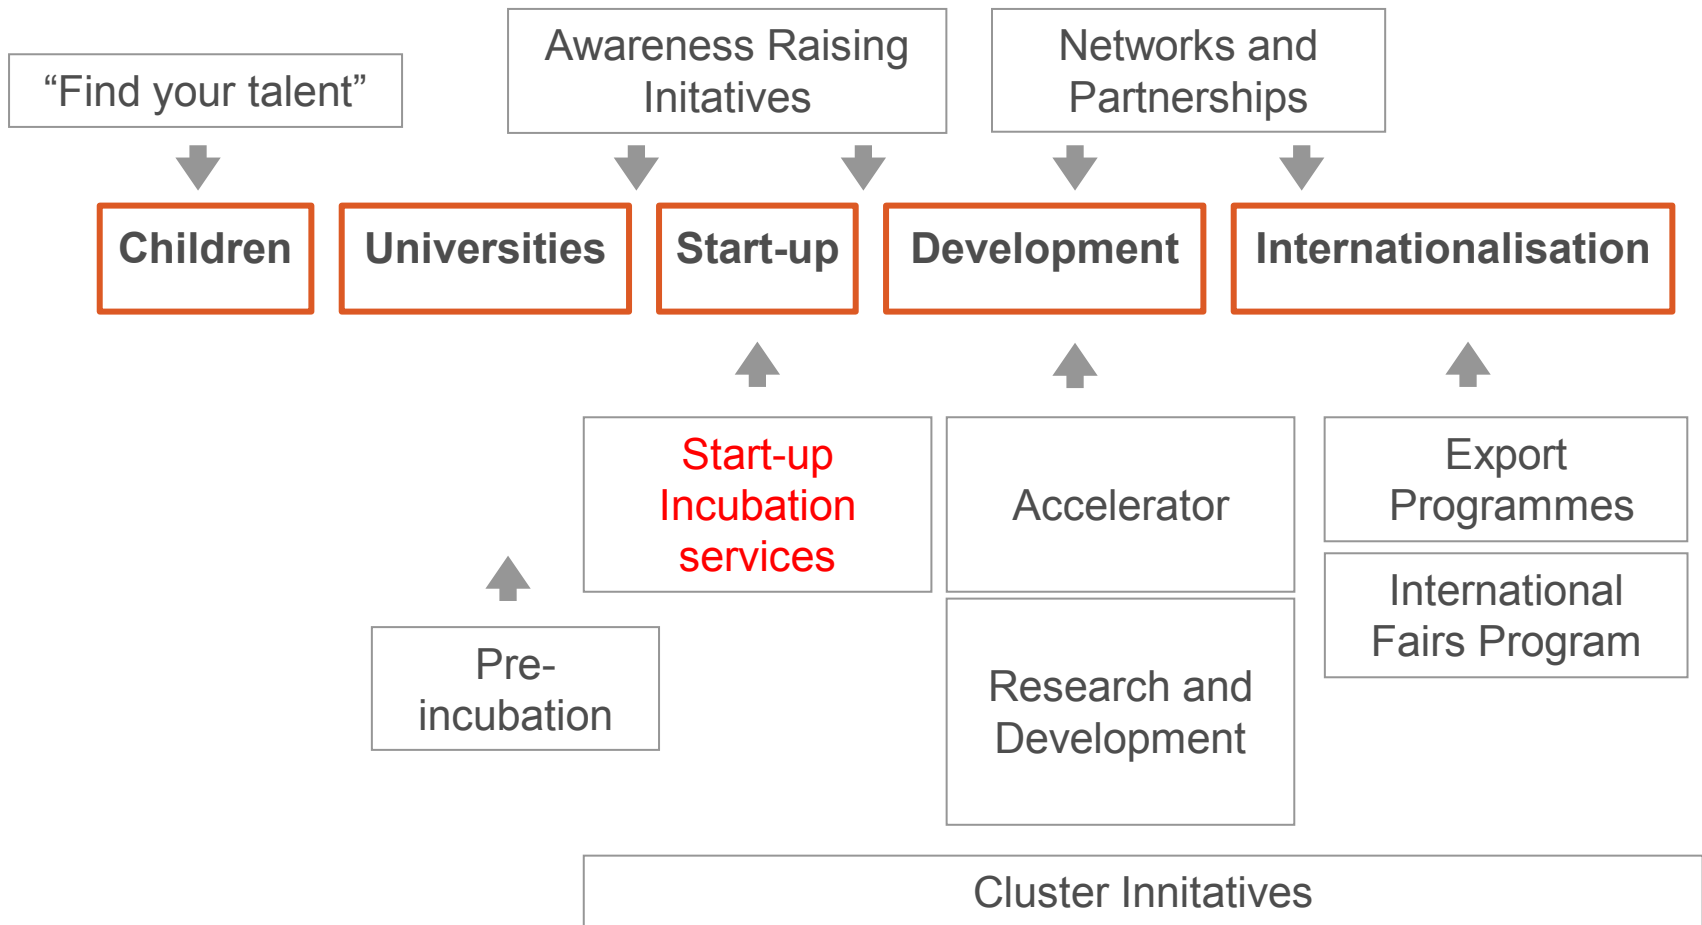 “Find your talent”
Awareness Raising
Initatives
Networks and
Partnerships
Children
Universities
Start-up
Development
Internationalisation
Start-up
Incubation
services
Accelerator
Export
Programmes
International
Fairs Program
Pre-
incubation
Research and
Development
Cluster Innitatives